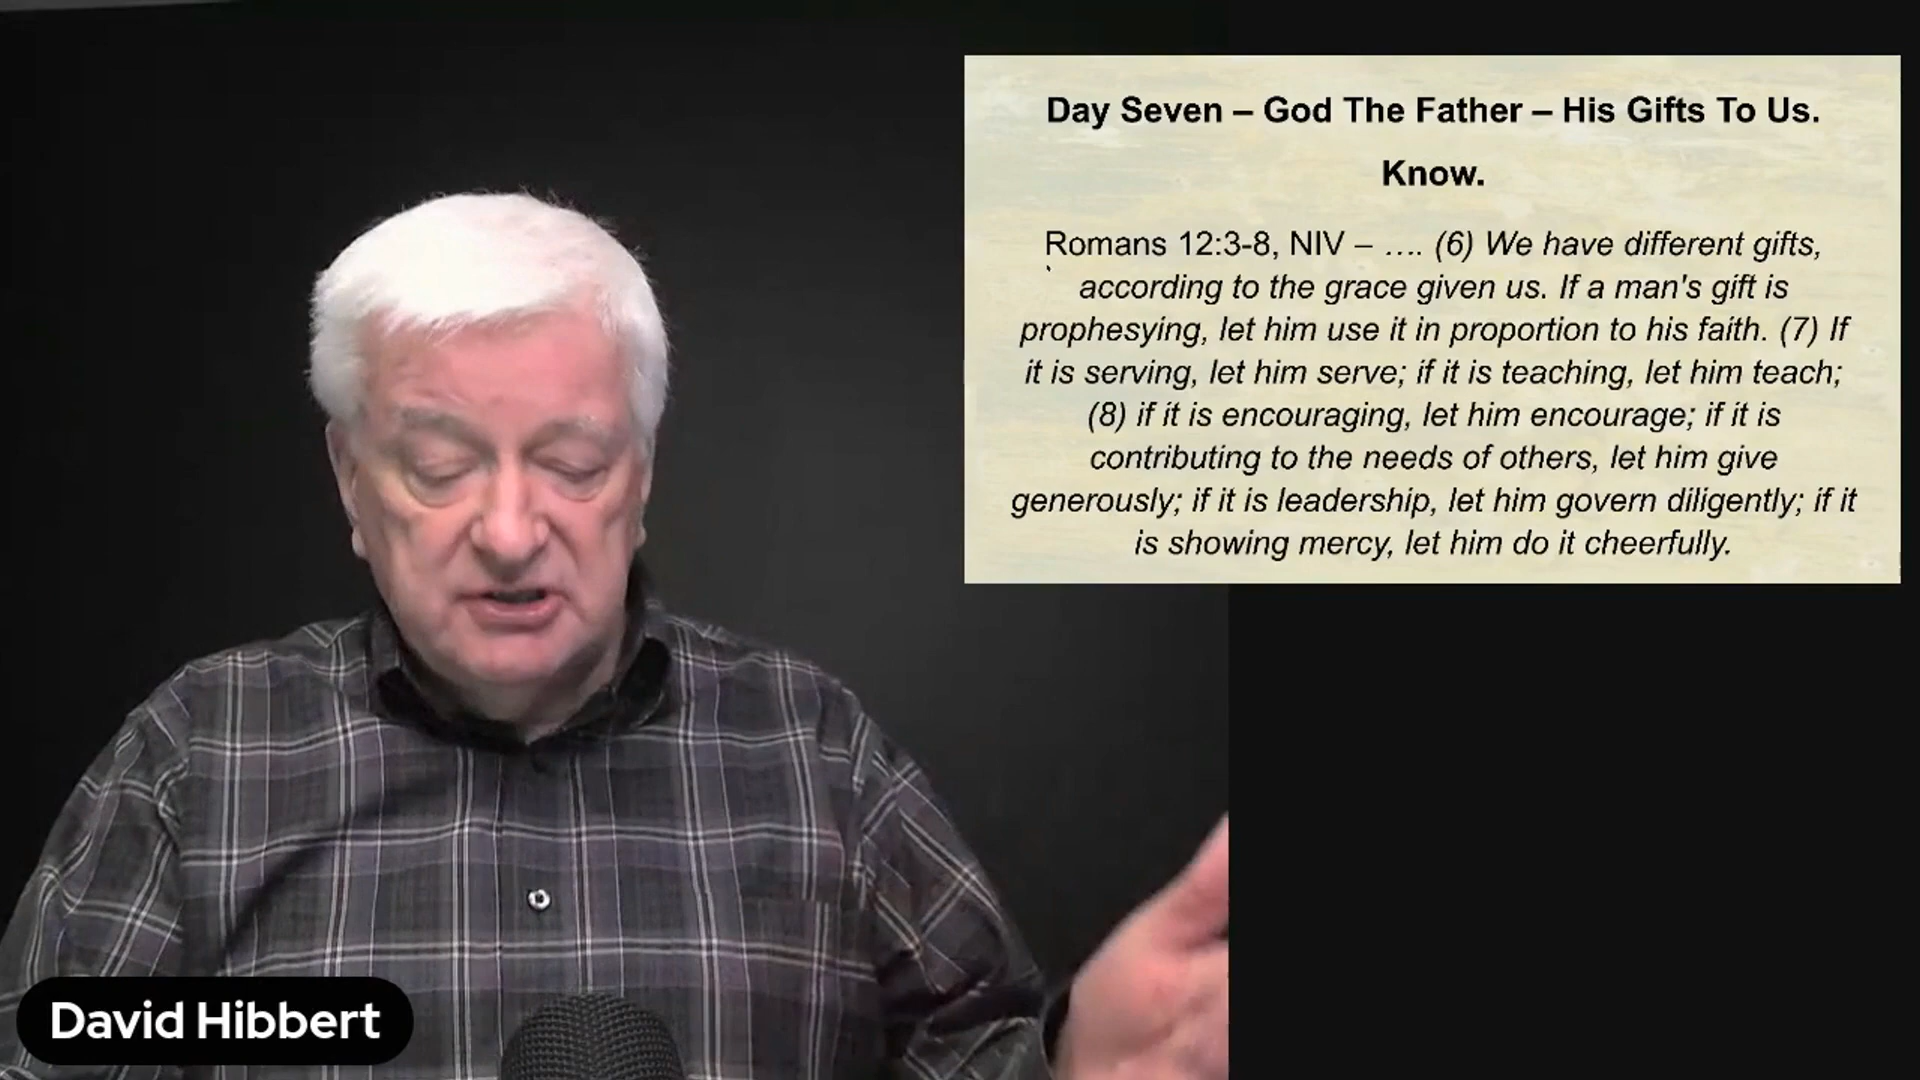 Day Seven – God The Father – His Gifts To Us.
Know.
Romans 12:3-8, NIV – …. (6) We have different gifts,
according to the grace given us. If a man's gift is
prophesying, let him use it in proportion to his faith. (7) If
it is serving, let him serve; if it is teaching, let him teach;
(8) if it is encouraging, let him encourage; if it is
contributing to the needs of others, let him give
generously; if it is leadership, let him govern diligently; if it
is showing mercy, let him do it cheerfully.
David Hibbert